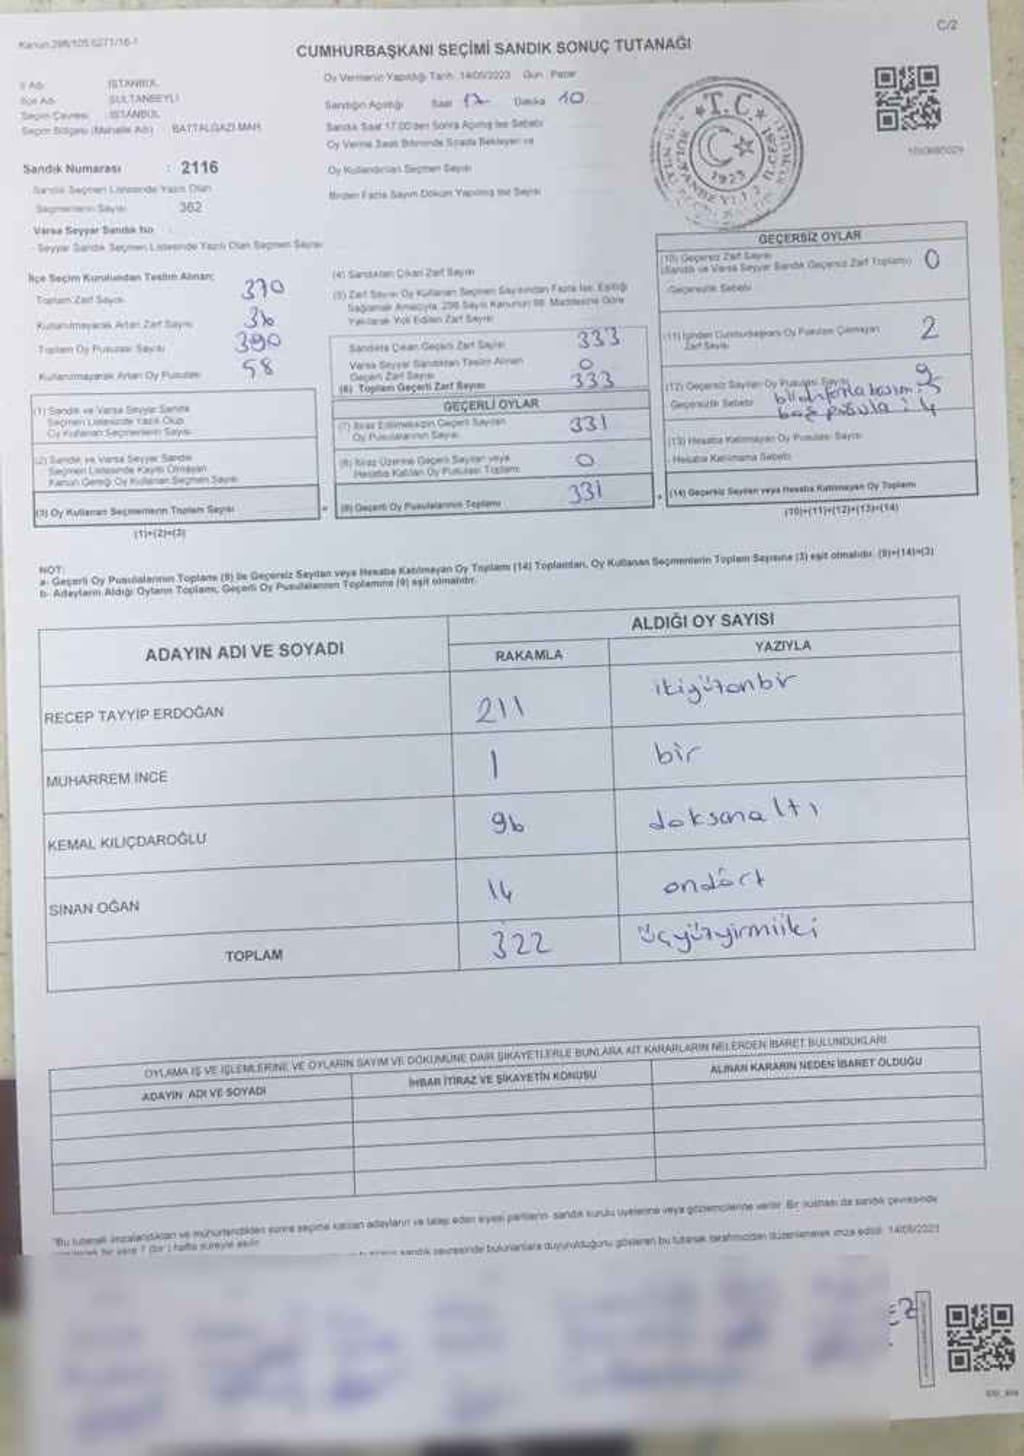 Kanun:298/105 6271/16-1
C/2
CUMHURBAŞKANI SEÇİMİ SANDIK SONUÇ TUTANAĞI
İl Adı : İSTANBUL
İlçe Adı : SULTANBEYLİ
Seçim Çevresi : İSTANBUL
Seçim Bölgesi (Mahalle Adı) : BATTALGAZİ MAH.
Sandık Numarası : 2116
Sandık Seçmen Listesinde Yazılı Olan
Seçmenlerin Sayısı 362
Varsa Seyyar Sandık No :
- Seyyar Sandık Seçmen Listesinde Yazılı Olan Seçmen Sayısı
Oy Vermenin Yapıldığı Tarih: 14/05/2023 Gün : Pazar
Sandığın Açıldığı Saat 17 Dakika 10
Sandık Saat 17:00'den Sonra Açılmış İse Sebebi
Oy Verme Saati Bitiminde Sırada Bekleyen ve
Oy Kullandırılan Seçmen Sayısı
Birden Fazla Sayım Döküm Yapılmış İse Sayısı
T.C.
1923
İlçe Seçim Kurulundan Teslim Alınan;
Toplam Zarf Sayısı 370
Kullanılmayarak Artan Zarf Sayısı 36
Toplam Oy Pusulası Sayısı 390
Kullanılmayarak Artan Oy Pusulası 58
(1) Sandık ve Varsa Seyyar Sandık
Seçmen Listesinde Yazılı Olup
Oy Kullanan Seçmenlerin Sayısı
(2) Sandık ve Varsa Seyyar Sandık
Seçmen Listesinde Kayıtlı Olmayan
Kanun Gereği Oy Kullanan Seçmen Sayısı
(3) Oy Kullanan Seçmenlerin Toplam Sayısı
(1)+(2)=(3)
(4) Sandıktan Çıkan Zarf Sayısı
(5) Zarf Sayısı Oy Kullanan Seçmen Sayısından Fazla İse, Eşitliği
Sağlamak Amacıyla, 298 Sayılı Kanunun 98. Maddesine Göre
Yakılarak Yok Edilen Zarf Sayısı
Sandıkta Çıkan Geçerli Zarf Sayısı 333
Varsa Seyyar Sandıktan Teslim Alınan
Geçerli Zarf Sayısı 0
(6) Toplam Geçerli Zarf Sayısı 333
GEÇERLİ OYLAR
(7) İtiraz Edilmeksizin Geçerli Sayılan
Oy Pusulalarının Sayısı 331
(8) İtiraz Üzerine Geçerli Sayılan veya
Hesaba Katılan Oy Pusulası Toplamı 0
(9) Geçerli Oy Pusulalarının Toplamı 331
GEÇERSİZ OYLAR
(10) Geçersiz Zarf Sayısı
(Sandık ve Varsa Seyyar Sandık Geçersiz Zarf Toplamı) 0
-Geçersizlik Sebebi
(11) İçinden Cumhurbaşkanı Oy Pusulası Çıkmayan
Zarf Sayısı 2
(12) Geçersiz Sayılan Oy Pusulası Sayısı 9
Geçersizlik Sebebi birden fazla basım : 5
boş pusula : 4
(13) Hesaba Katılmayan Oy Pusulası Sayısı
- Hesaba Katılmama Sebebi
(14) Geçersiz Sayılan veya Hesaba Katılmayan Oy Toplamı
(10)+(11)+(12)+(13)=(14)
NOT:
a- Geçerli Oy Pusulalarının Toplamı (9) ile Geçersiz Sayılan veya Hesaba Katılmayan Oy Toplamı (14) Toplamları, Oy Kullanan Seçmenlerin Toplam Sayısına (3) eşit olmalıdır. (9)+(14)=(3)
b- Adayların Aldığı Oyların Toplamı, Geçerli Oy Pusulalarının Toplamına (9) eşit olmalıdır.
ADAYIN ADI VE SOYADI
ALDIĞI OY SAYISI
RAKAMLA YAZIYLA
RECEP TAYYİP ERDOĞAN 211 ikiyüzonbir
MUHARREM İNCE 1 bir
KEMAL KILIÇDAROĞLU 96 doksanaltı
SİNAN OĞAN 14 ondört
TOPLAM 322 üçyüzyirmiiki
OYLAMA İŞ VE İŞLEMLERİNE VE OYLARIN SAYIM VE DÖKÜMÜNE DAİR ŞİKAYETLERLE BUNLARA AİT KARARLARIN NELERDEN İBARET BULUNDUKLARI
ADAYIN ADI VE SOYADI
İHBAR İTİRAZ VE ŞİKAYETİN KONUSU
ALINAN KARARIN NEDEN İBARET OLDUĞU
"Bu tutanak imzalandıktan ve mühürlendikten sonra seçime katılan adayların ve talep eden siyasi partilerin sandık kurulu üyelerine veya gözlemcilerine verilir. Bir nüshası da sandık çevresinde
sandık çevresinde bulunanlara duyurulduğunu gösteren bu tutanak tarafımızdan düzenlenerek imza edildi. 14/05/2023